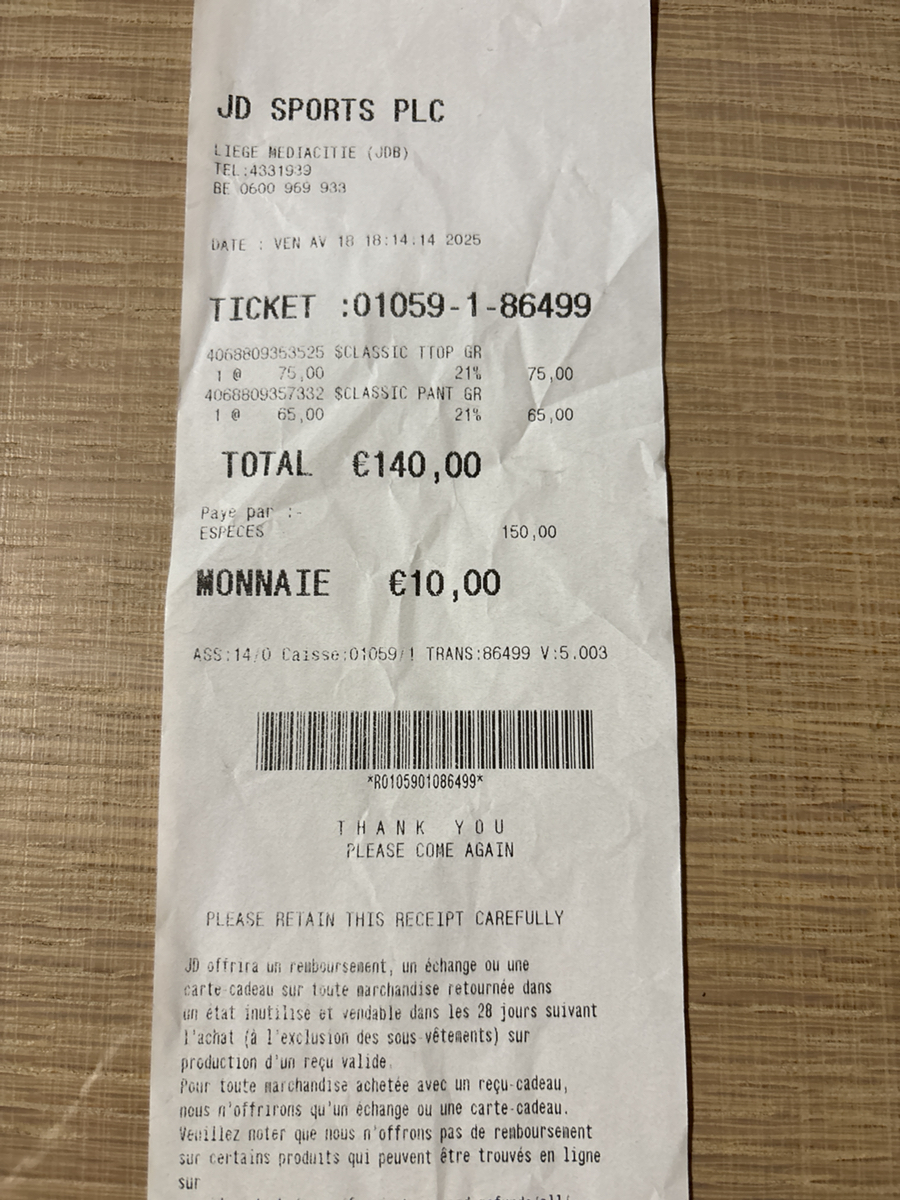 JD SPORTS PLC
LIEGE MEDIACITIE (JDB)
TEL:4331939
BE 0600 969 933
DATE : VEN AV 18 18:14:14 2025
TICKET :01059-1-86499
4068809353525 $CLASSIC TTOP GR
1 @ 75,00 21% 75,00
4068809357332 $CLASSIC PANT GR
1 @ 65,00 21% 65,00
TOTAL €140,00
Paye par :-
ESPECES 150,00
MONNAIE €10,00
ASS:14/0 Caisse:01059/1 TRANS:86499 V:5.003
*R0105901086499*
THANK YOU
PLEASE COME AGAIN
PLEASE RETAIN THIS RECEIPT CAREFULLY
JD offrira un remboursement, un échange ou une
carte-cadeau sur toute marchandise retournée dans
un état inutilisé et vendable dans les 28 jours suivant
l'achat (à l'exclusion des sous-vêtements) sur
production d'un reçu valide.
Pour toute marchandise achetée avec un reçu-cadeau,
nous n'offrirons qu'un échange ou une carte-cadeau.
Veuillez noter que nous n'offrons pas de remboursement
sur certains produits qui peuvent être trouvés en ligne
sur